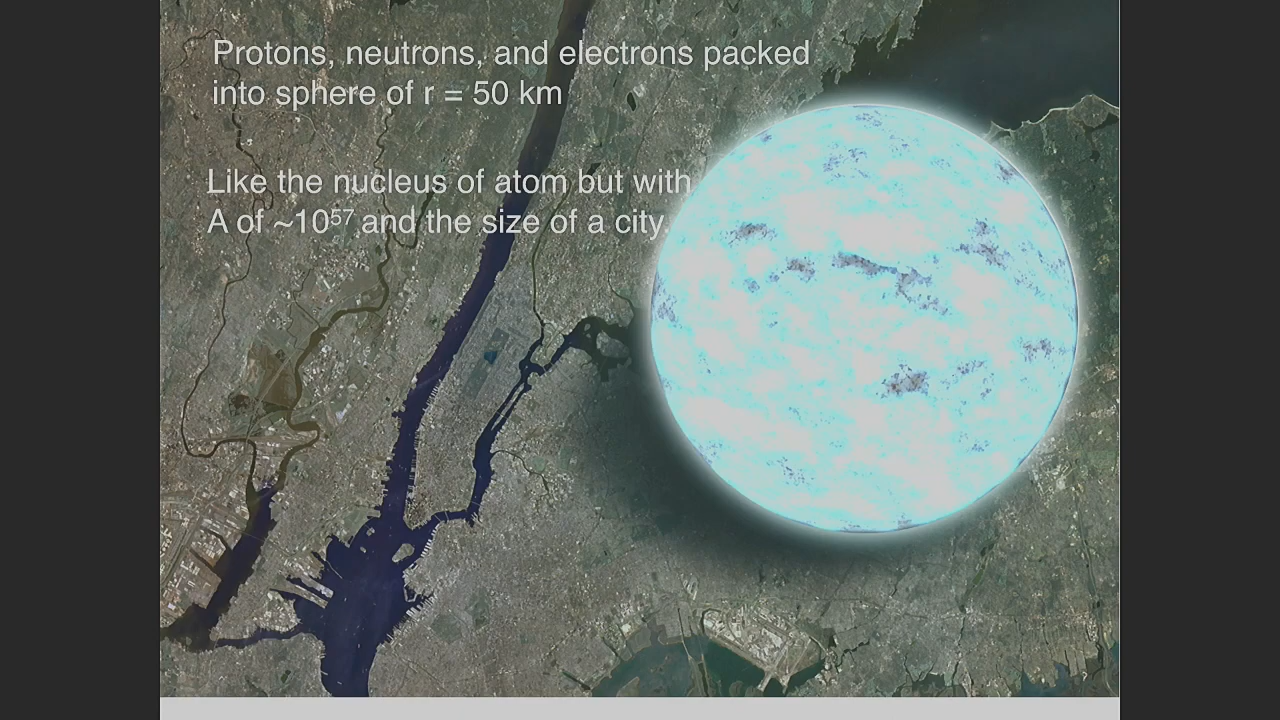 Protons, neutrons, and electrons packed
into sphere of r = 50 km
Like the nucleus of atom but with
A of ~10⁵⁷ and the size of a city.